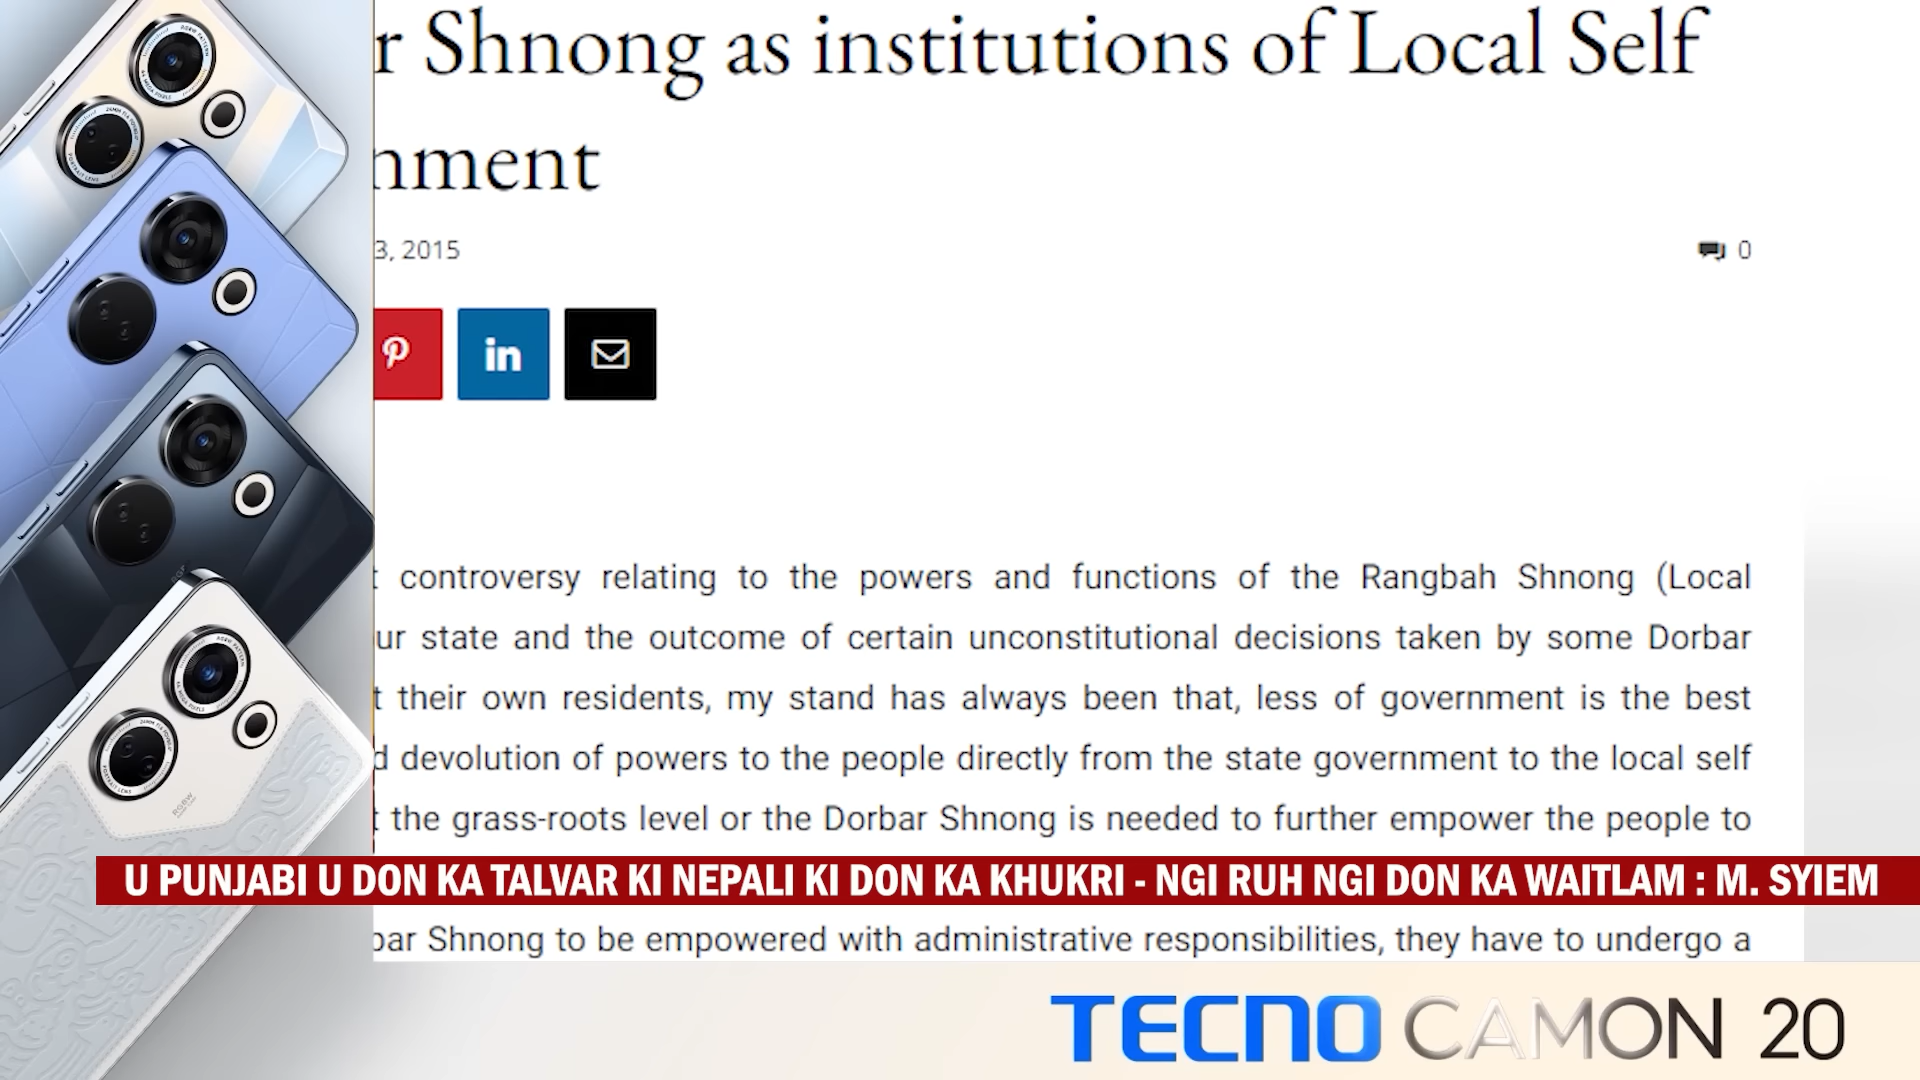 r Shnong as institutions of Local Self
nment
3, 2015
0
in
controversy relating to the powers and functions of the Rangbah Shnong (Local
ur state and the outcome of certain unconstitutional decisions taken by some Dorbar
t their own residents, my stand has always been that, less of government is the best
d devolution of powers to the people directly from the state government to the local self
t the grass-roots level or the Dorbar Shnong is needed to further empower the people to
U PUNJABI U DON KA TALVAR KI NEPALI KI DON KA KHUKRI - NGI RUH NGI DON KA WAITLAM : M. SYIEM
bar Shnong to be empowered with administrative responsibilities, they have to undergo a
TECNO CAMON 20